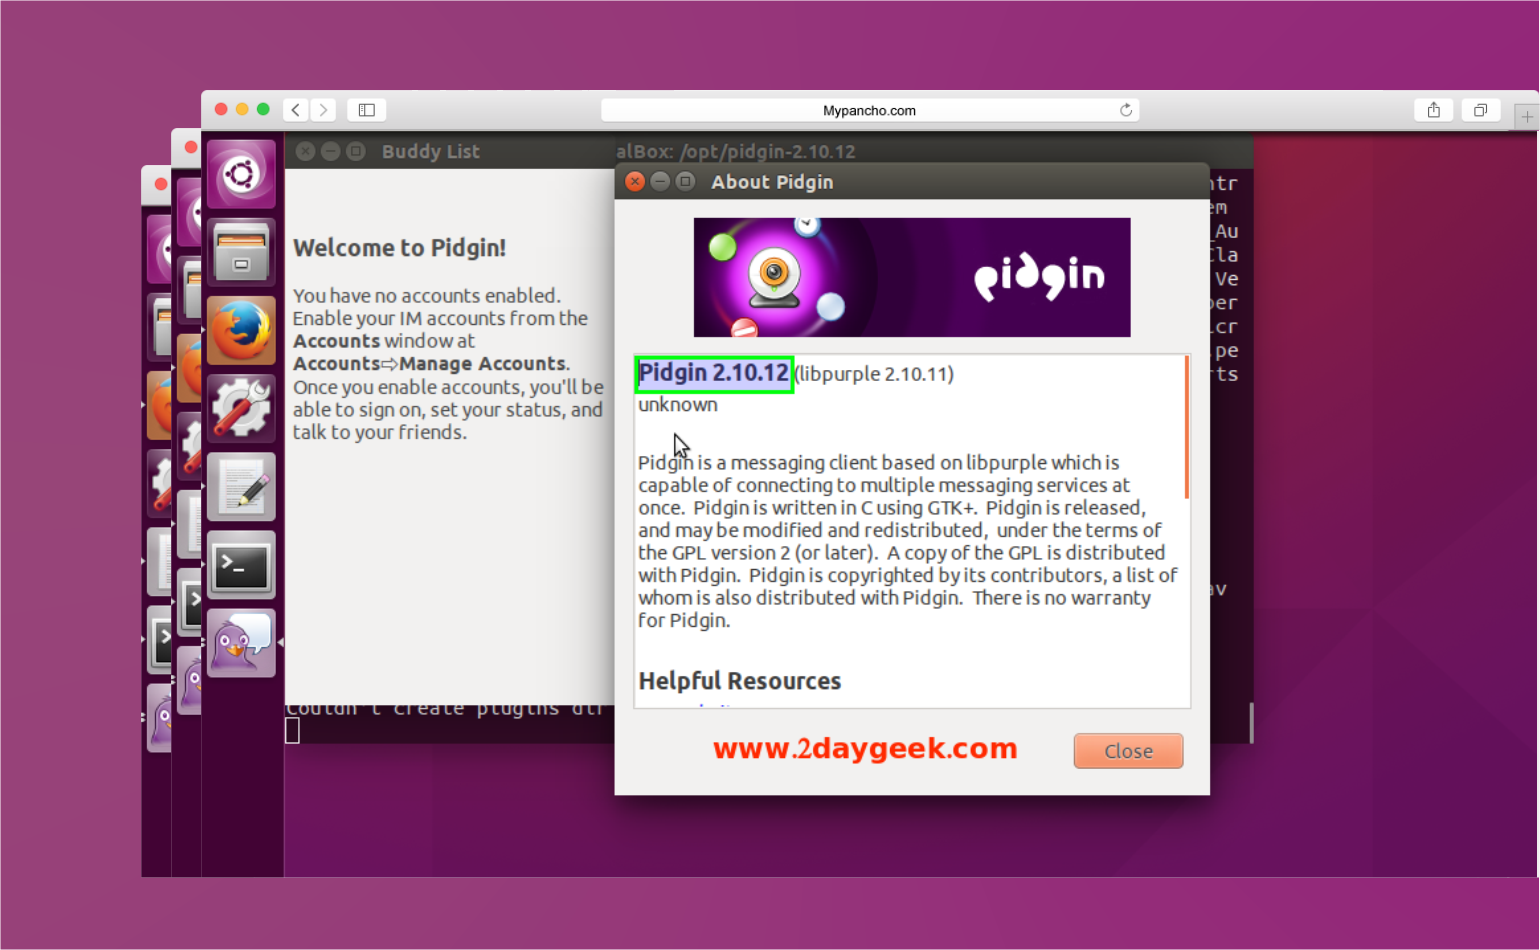 Mypancho.com
Buddy List
alBox: /opt/pidgin-2.10.12
About Pidgin
Welcome to Pidgin!
You have no accounts enabled.
Enable your IM accounts from the
Accounts window at
Accounts⇨Manage Accounts.
Once you enable accounts, you'll be
able to sign on, set your status, and
talk to your friends.
pidgin
Pidgin 2.10.12 (libpurple 2.10.11)
unknown
Pidgin is a messaging client based on libpurple which is
capable of connecting to multiple messaging services at
once. Pidgin is written in C using GTK+. Pidgin is released,
and may be modified and redistributed, under the terms of
the GPL version 2 (or later). A copy of the GPL is distributed
with Pidgin. Pidgin is copyrighted by its contributors, a list of
whom is also distributed with Pidgin. There is no warranty
for Pidgin.
Helpful Resources
www.2daygeek.com
Close
ntr
em
_Au
Cla
Ve
per
icr
.pe
rts
av
Couldn't create plugins dir